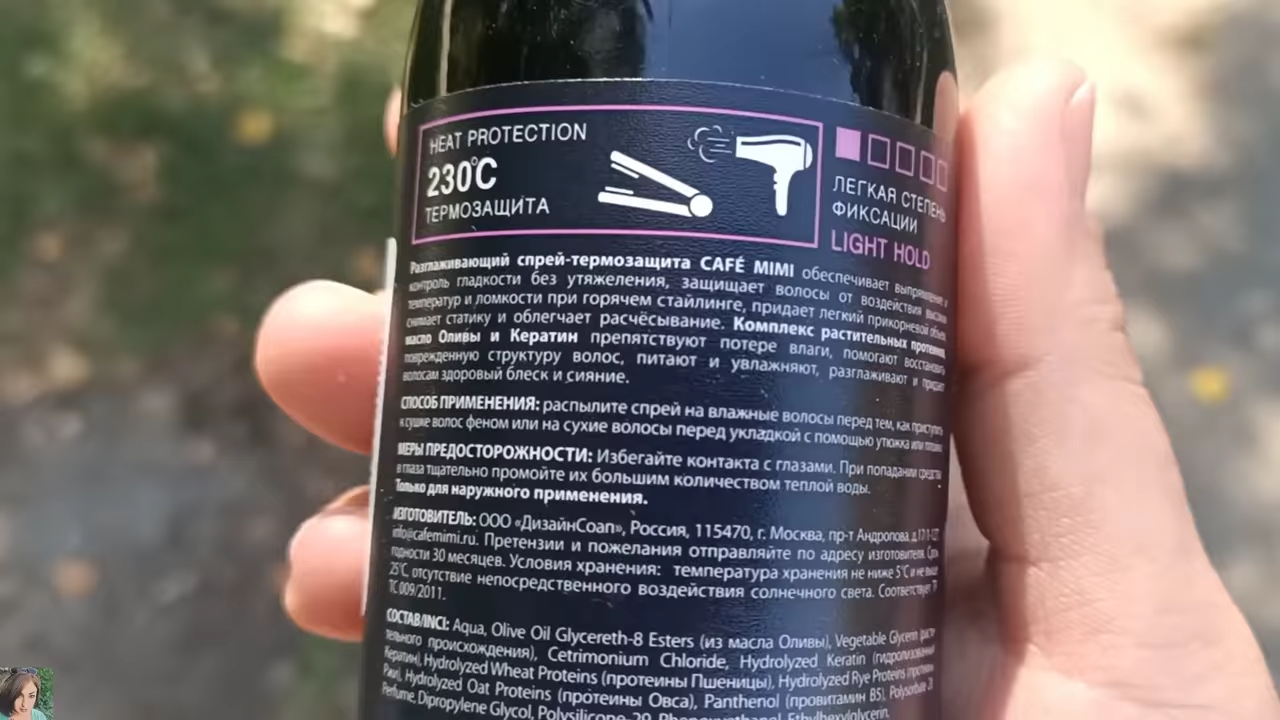 HEAT PROTECTION
230°C
ТЕРМОЗАЩИТА
ЛЕГКАЯ СТЕПЕНЬ
ФИКСАЦИИ
LIGHT HOLD
Разглаживающий спрей-термозащита CAFÉ MIMI обеспечивает
контроль гладкости без утяжеления, защищает волосы от воздействия
температур и ломкости при горячем стайлинге, придает легкий прикорневой объем,
снимает статику и облегчает расчёсывание. Комплекс растительных протеинов,
масло Оливы и Кератин препятствуют потере влаги, помогают восстановить
поврежденную структуру волос, питают и увлажняют, разглаживают и придают
волосам здоровый блеск и сияние.
СПОСОБ ПРИМЕНЕНИЯ: распылите спрей на влажные волосы перед тем, как приступить
к сушке волос феном или на сухие волосы перед укладкой с помощью утюжка или
МЕРЫ ПРЕДОСТОРОЖНОСТИ: Избегайте контакта с глазами. При попадании средства
в глаза тщательно промойте их большим количеством теплой воды.
Только для наружного применения.
ИЗГОТОВИТЕЛЬ: ООО «ДизайнСоап», Россия, 115470, г. Москва, пр-т Андропова,
info@cafemimi.ru. Претензии и пожелания отправляйте по адресу изготовителя. Срок
годности 30 месяцев. Условия хранения: температура хранения не ниже 5°С и не выше
25°С, отсутствие непосредственного воздействия солнечного света. Соответствует ТР
ТС 009/2011.
СОСТАВ/INCI: Aqua, Olive Oil Glycereth-8 Esters (из масла Оливы), Vegetable Glycerin (расти-
тельного происхождения), Cetrimonium Chloride, Hydrolyzed Keratin (гидролизованный
Кератин), Hydrolyzed Wheat Proteins (протеины Пшеницы), Hydrolyzed Rye Proteins (протеины
Ржи), Hydrolyzed Oat Proteins (протеины Овса), Panthenol (провитамин B5), Polysorbate 20,
Perfume, Dipropylene Glycol, Polysilicone-29, Phenoxyethanol, Ethylhexylglycerin.